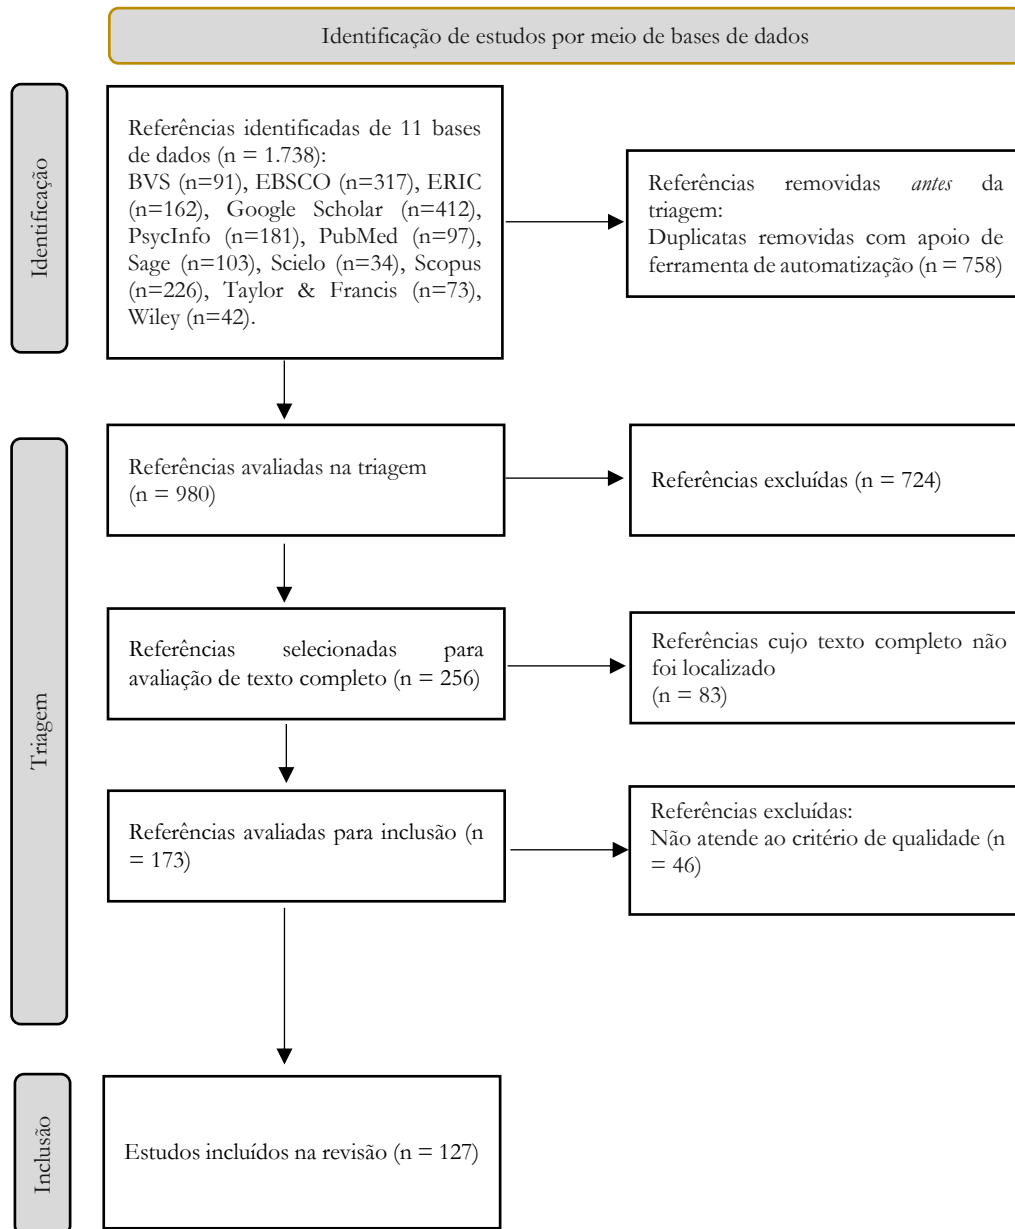 Identificação de estudos por meio de bases de dados
Identificação
Referências identificadas de 11 bases
de dados (n = 1.738):
BVS (n=91), EBSCO (n=317), ERIC
(n=162), Google Scholar (n=412),
PsycInfo (n=181), PubMed (n=97),
Sage (n=103), Scielo (n=34), Scopus
(n=226), Taylor & Francis (n=73),
Wiley (n=42).
Referências removidas antes da
triagem:
Duplicatas removidas com apoio de
ferramenta de automatização (n = 758)
Triagem
Referências avaliadas na triagem
(n = 980)
Referências excluídas (n = 724)
Referências selecionadas para
avaliação de texto completo (n = 256)
Referências cujo texto completo não
foi localizado
(n = 83)
Referências avaliadas para inclusão (n
= 173)
Referências excluídas:
Não atende ao critério de qualidade (n
= 46)
Inclusão
Estudos incluídos na revisão (n = 127)